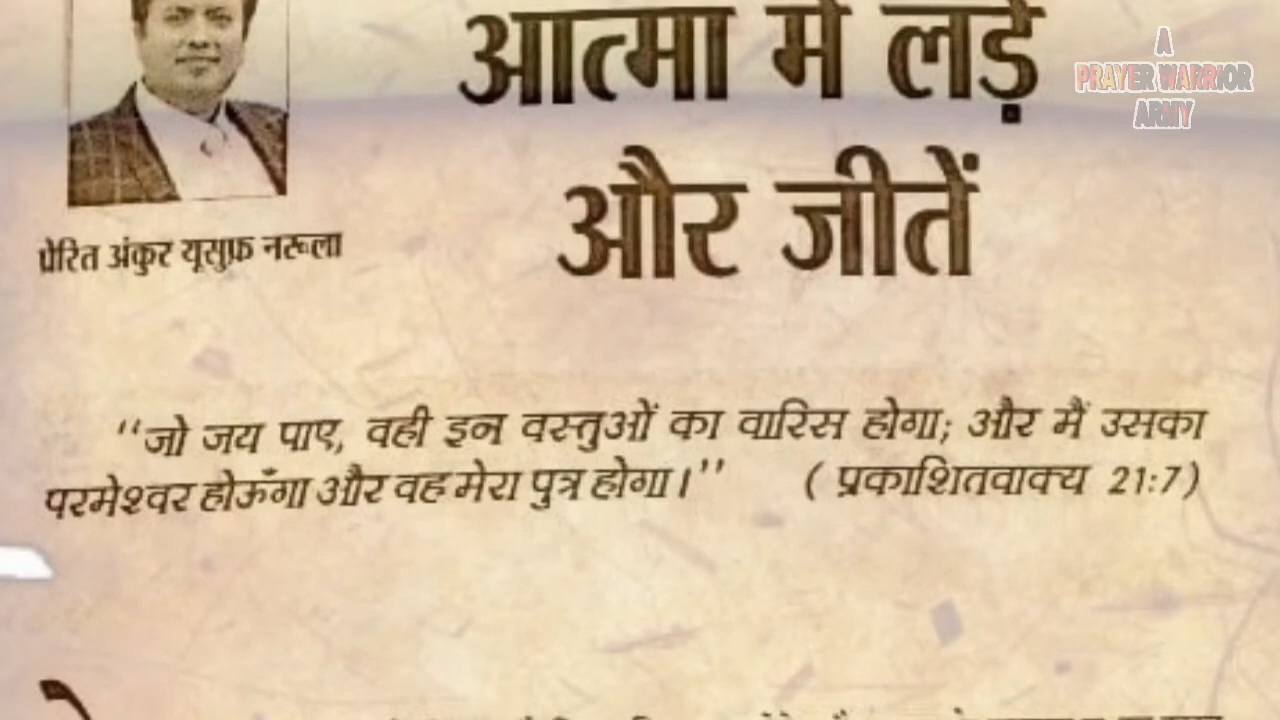 आत्मा में लड़ें
और जीतें
A
PRAYER WARRIOR
ARMY
प्रेरित अंकुर यूसुफ़ नरूला
“जो जय पाए, वही इन वस्तुओं का वारिस होगा; और मैं उसका
परमेश्वर होऊँगा और वह मेरा पुत्र होगा।” ( प्रकाशितवाक्य 21:7)